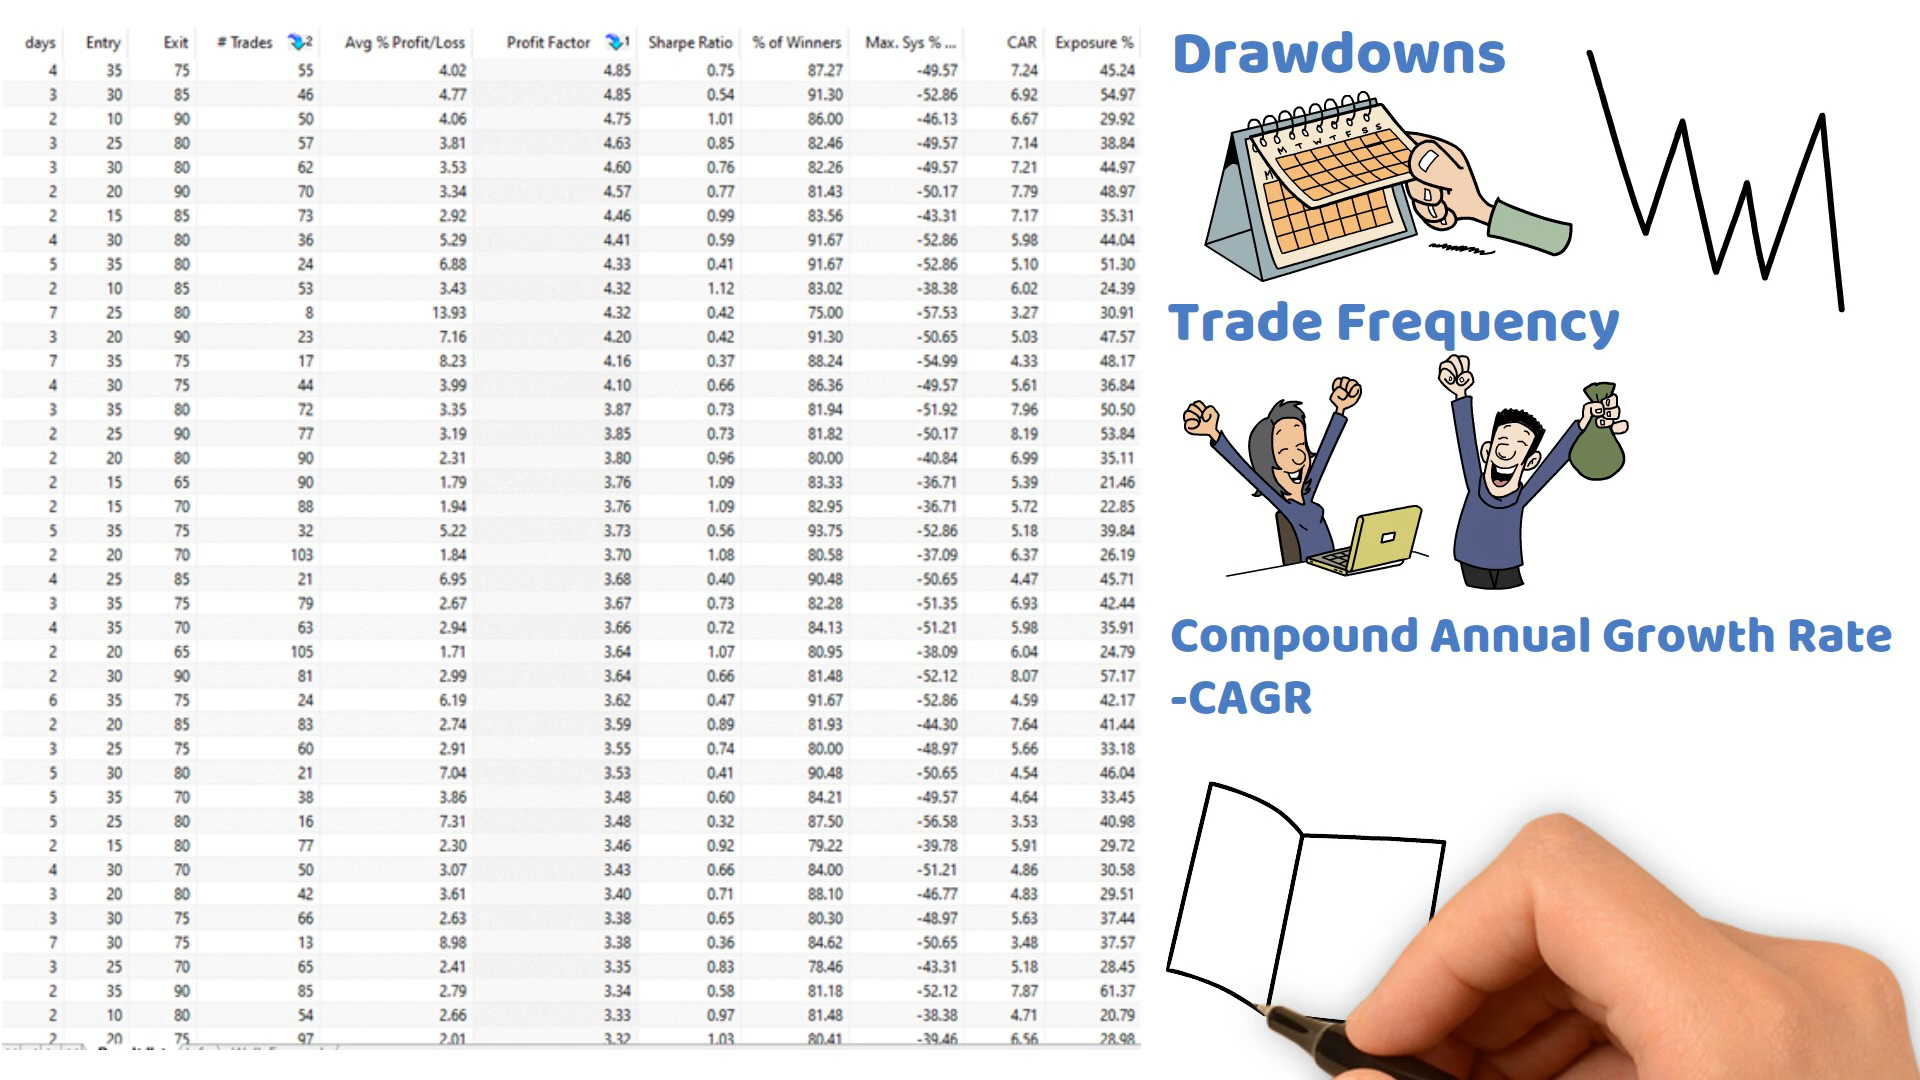 days Entry Exit # Trades 2 Avg % Profit/Loss Profit Factor 1 Sharpe Ratio % of Winners Max. Sys % ... CAR Exposure %
4 35 75 55 4.02 4.85 0.75 87.27 -49.57 7.24 45.24
3 30 85 46 4.77 4.85 0.54 91.30 -52.86 6.92 54.97
2 10 90 50 4.06 4.75 1.01 86.00 -46.13 6.67 29.92
3 25 80 57 3.81 4.63 0.85 82.46 -49.57 7.14 38.84
3 30 80 62 3.53 4.60 0.76 82.26 -49.57 7.21 44.97
2 20 90 70 3.34 4.57 0.77 81.43 -50.17 7.79 48.97
2 15 85 73 2.92 4.46 0.99 83.56 -43.31 7.17 35.31
4 30 80 36 5.29 4.41 0.59 91.67 -52.86 5.98 44.04
5 35 80 24 6.88 4.33 0.41 91.67 -52.86 5.10 51.30
2 10 85 53 3.43 4.32 1.12 83.02 -38.38 6.02 24.39
7 25 80 8 13.93 4.32 0.42 75.00 -57.53 3.27 30.91
3 20 90 23 7.16 4.20 0.42 91.30 -50.65 5.03 47.57
7 35 75 17 8.23 4.16 0.37 88.24 -54.99 4.33 48.17
4 30 75 44 3.99 4.10 0.66 86.36 -49.57 5.61 36.84
3 35 80 72 3.35 3.87 0.73 81.94 -51.92 7.96 50.50
2 25 90 77 3.19 3.85 0.73 81.82 -50.17 8.19 53.84
2 20 80 90 2.31 3.80 0.96 80.00 -40.84 6.99 35.11
2 15 65 90 1.79 3.76 1.09 83.33 -36.71 5.39 21.46
2 15 70 88 1.94 3.76 1.09 82.95 -36.71 5.72 22.85
5 35 75 32 5.22 3.73 0.56 93.75 -52.86 5.18 39.84
2 20 70 103 1.84 3.70 1.08 80.58 -37.09 6.37 26.19
4 25 85 21 6.95 3.68 0.40 90.48 -50.65 4.47 45.71
3 35 75 79 2.67 3.67 0.73 82.28 -51.35 6.93 42.44
4 35 70 63 2.94 3.66 0.72 84.13 -51.21 5.98 35.91
2 20 65 105 1.71 3.64 1.07 80.95 -38.09 6.04 24.79
2 30 90 81 2.99 3.64 0.66 81.48 -52.12 8.07 57.17
6 35 75 24 6.19 3.62 0.47 91.67 -52.86 4.59 42.17
2 20 85 83 2.74 3.59 0.89 81.93 -44.30 7.64 41.44
3 25 75 60 2.91 3.55 0.74 80.00 -48.97 5.66 33.18
5 30 80 21 7.04 3.53 0.41 90.48 -50.65 4.54 46.04
5 35 70 38 3.86 3.48 0.60 84.21 -49.57 4.64 33.45
5 25 80 16 7.31 3.48 0.32 87.50 -56.58 3.53 40.98
2 15 80 77 2.30 3.46 0.92 79.22 -39.78 5.91 29.72
4 30 70 50 3.07 3.43 0.66 84.00 -51.21 4.86 30.58
3 20 80 42 3.61 3.40 0.71 88.10 -46.77 4.83 29.51
3 30 75 66 2.63 3.38 0.65 80.30 -48.97 5.63 37.44
7 30 75 13 8.98 3.38 0.36 84.62 -50.65 3.48 37.57
3 25 70 65 2.41 3.35 0.83 78.46 -43.31 5.18 28.45
2 35 90 85 2.79 3.34 0.58 81.18 -52.12 7.87 61.37
2 10 80 54 2.66 3.33 0.97 81.48 -38.38 4.71 20.79
2 20 75 97 2.01 3.32 1.03 80.41 -39.46 6.56 28.98
Drawdowns
M T W T F S S
M
Trade Frequency
Compound Annual Growth Rate
-CAGR